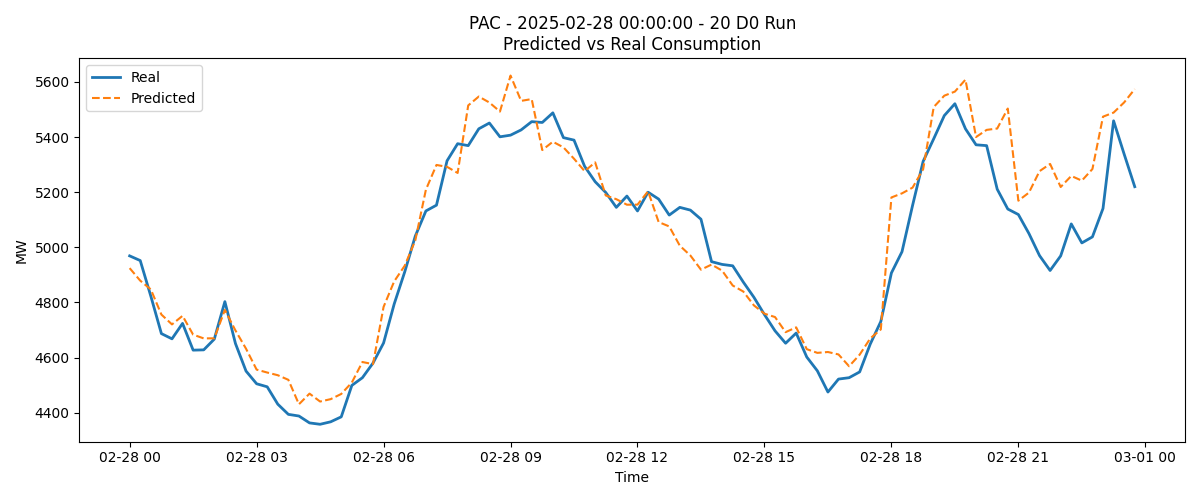 PAC - 2025-02-28 00:00:00 - 20 D0 Run
Predicted vs Real Consumption
Real
Predicted
5600
5400
5200
5000
4800
4600
4400
MW
02-28 00
02-28 03
02-28 06
02-28 09
02-28 12
02-28 15
02-28 18
02-28 21
03-01 00
Time